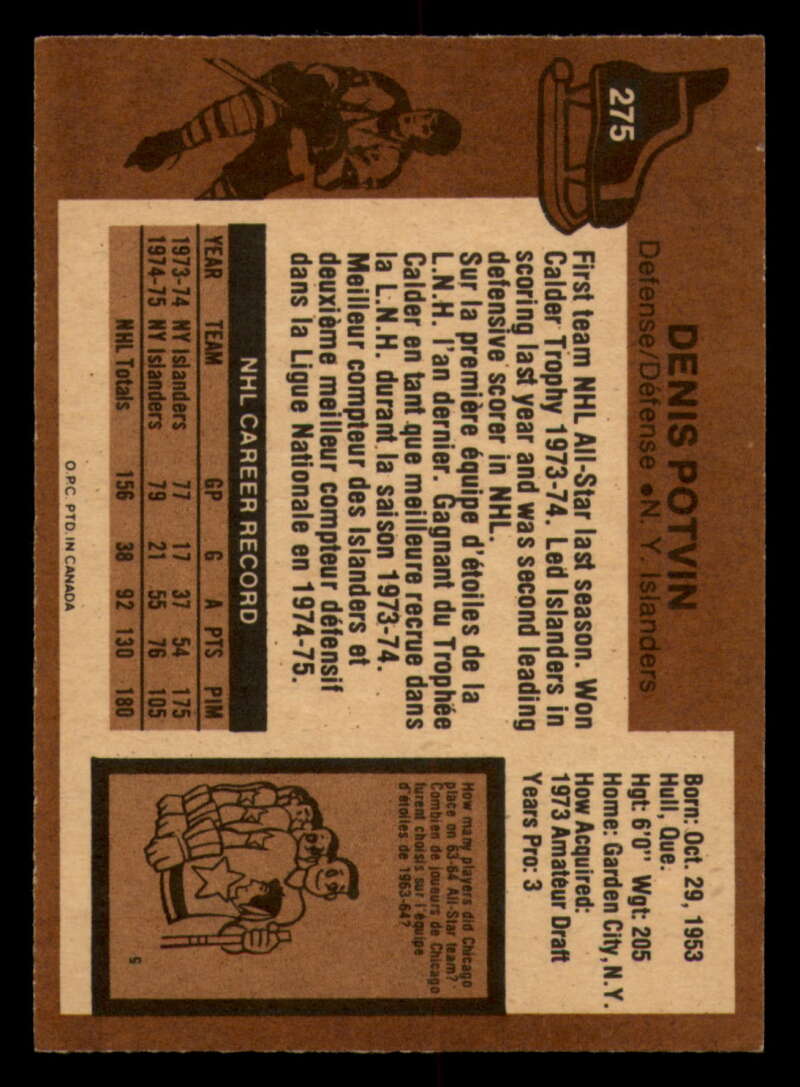 275
DENIS POTVIN
Defense/Défense ● N. Y. Islanders
First team NHL All-Star last season. Won
Calder Trophy 1973-74. Led Islanders in
scoring last year and was second leading
defensive scorer in NHL.
Sur la première équipe d'étoiles de la
L.N.H. l'an dernier. Gagnant du Trophée
Calder en tant que meilleure recrue dans
la L.N.H. durant la saison 1973-74.
Meilleur compteur des Islanders et
deuxième meilleur compteur défensif
dans la Ligue Nationale en 1974-75.
NHL CAREER RECORD
YEAR TEAM GP G A PTS PIM
1973-74 NY Islanders 77 17 37 54 175
1974-75 NY Islanders 79 21 55 76 105
NHL Totals 156 38 92 130 180
O.P.C. PTD. IN CANADA
Born: Oct. 29, 1953
Hull, Que.
Hgt: 6'0" Wgt: 205
Home: Garden City, N.Y.
How Acquired:
1973 Amateur Draft
Years Pro: 3
How many players did Chicago
place on 63-64 All-Star team?
Combien de joueurs de Chicago
furent choisis sur l'équipe
d'étoiles de 1963-64?
5